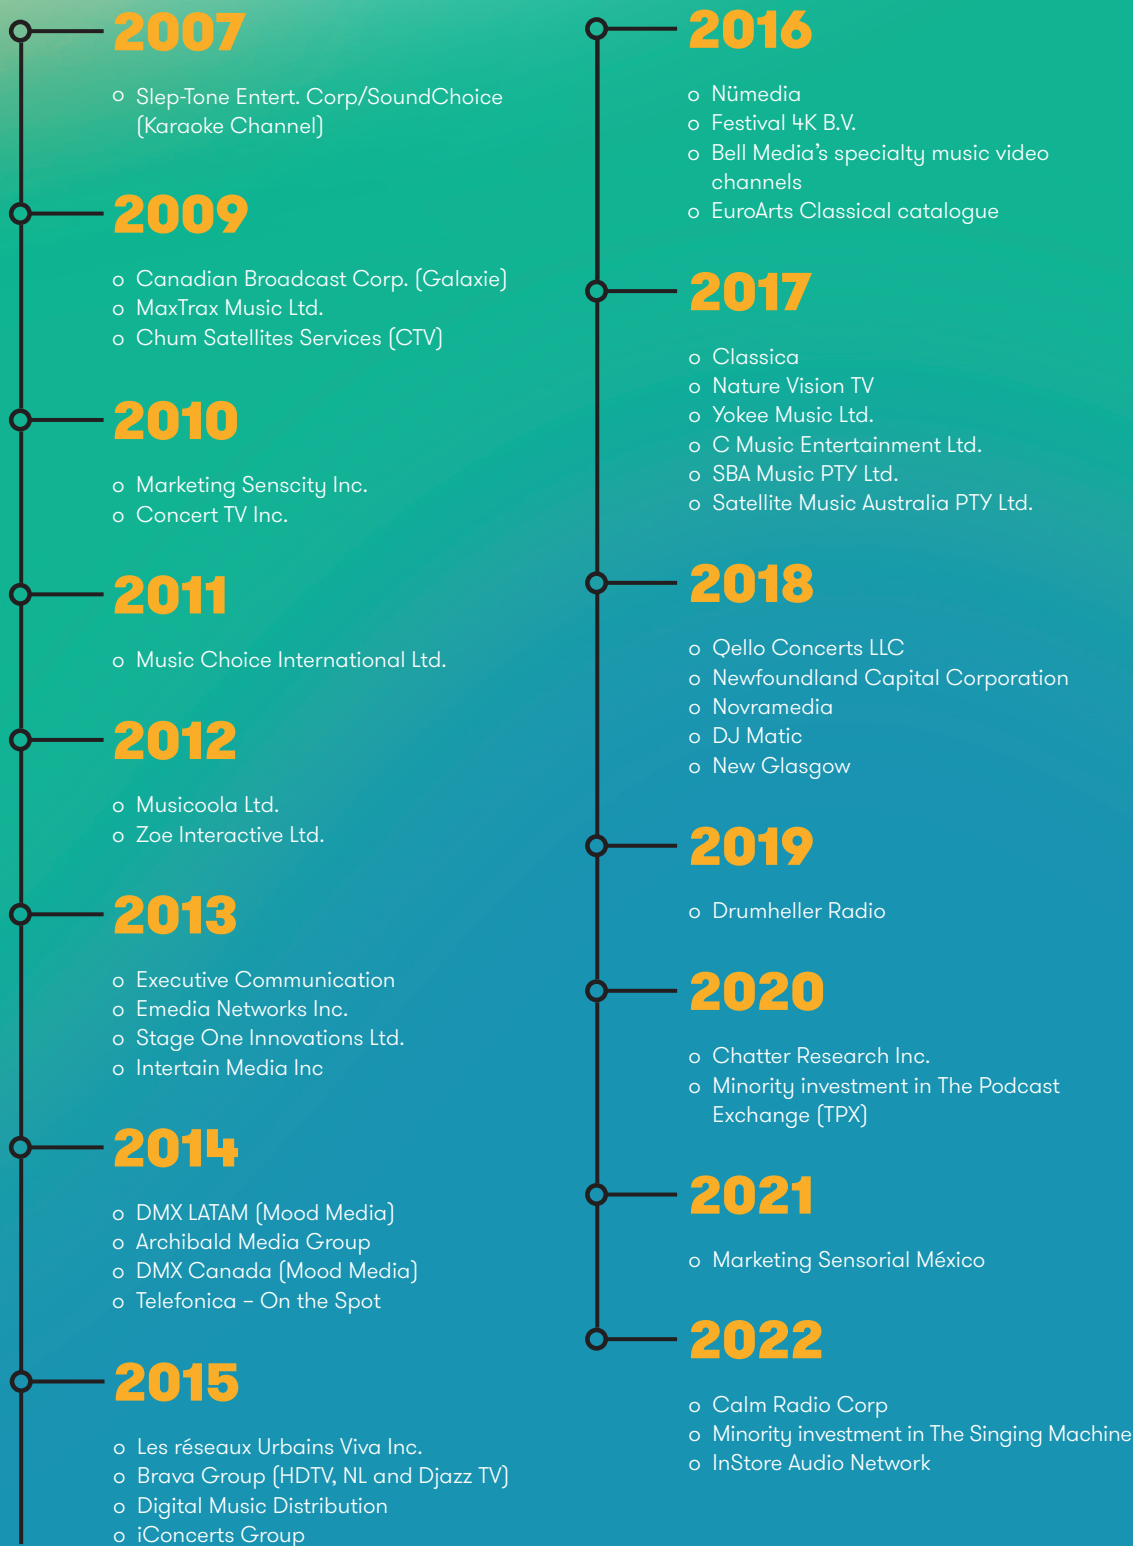 2007
o Slep-Tone Entert. Corp/SoundChoice
(Karaoke Channel)
2009
o Canadian Broadcast Corp. (Galaxie)
o MaxTrax Music Ltd.
o Chum Satellites Services (CTV)
2010
o Marketing Senscity Inc.
o Concert TV Inc.
2011
o Music Choice International Ltd.
2012
o Musicoola Ltd.
o Zoe Interactive Ltd.
2013
o Executive Communication
o Emedia Networks Inc.
o Stage One Innovations Ltd.
o Intertain Media Inc
2014
o DMX LATAM (Mood Media)
o Archibald Media Group
o DMX Canada (Mood Media)
o Telefonica – On the Spot
2015
o Les réseaux Urbains Viva Inc.
o Brava Group (HDTV, NL and Djazz TV)
o Digital Music Distribution
o iConcerts Group
2016
o Nümedia
o Festival 4K B.V.
o Bell Media’s specialty music video
channels
o EuroArts Classical catalogue
2017
o Classica
o Nature Vision TV
o Yokee Music Ltd.
o C Music Entertainment Ltd.
o SBA Music PTY Ltd.
o Satellite Music Australia PTY Ltd.
2018
o Qello Concerts LLC
o Newfoundland Capital Corporation
o Novramedia
o DJ Matic
o New Glasgow
2019
o Drumheller Radio
2020
o Chatter Research Inc.
o Minority investment in The Podcast
Exchange (TPX)
2021
o Marketing Sensorial México
2022
o Calm Radio Corp
o Minority investment in The Singing Machine
o InStore Audio Network